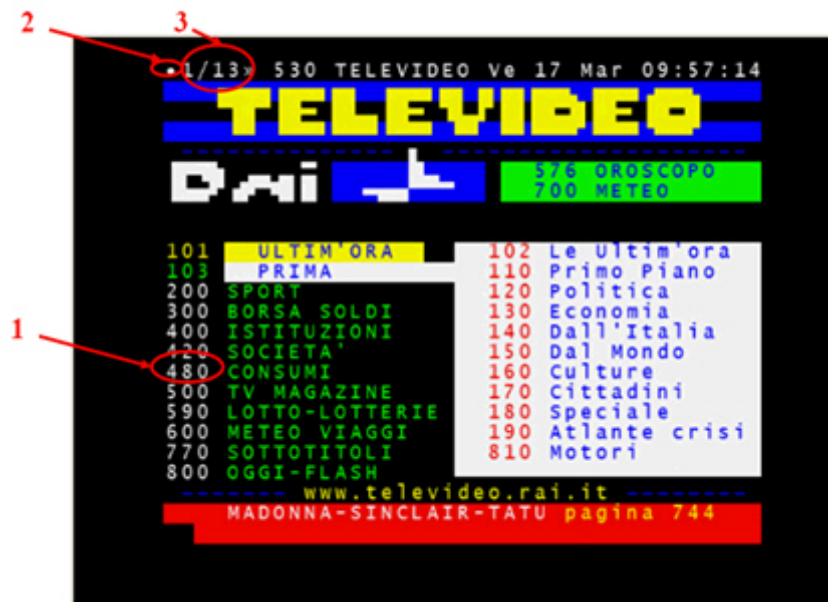 2 3
• 1/13» 530 TELEVIDEO Ve 17 Mar 09:57:14
TELEVIDEO
Rai
576 OROSCOPO
700 METEO
101 ULTIM'ORA
103 PRIMA
200 SPORT
300 BORSA SOLDI
400 ISTITUZIONI
420 SOCIETA'
480 CONSUMI
500 TV MAGAZINE
590 LOTTO-LOTTERIE
600 METEO VIAGGI
770 SOTTOTITOLI
800 OGGI-FLASH
102 Le Ultim'ora
110 Primo Piano
120 Politica
130 Economia
140 Dall'Italia
150 Dal Mondo
160 Culture
170 Cittadini
180 Speciale
190 Atlante crisi
810 Motori
1
------- www.televideo.rai.it -------
MADONNA-SINCLAIR-TATU pagina 744